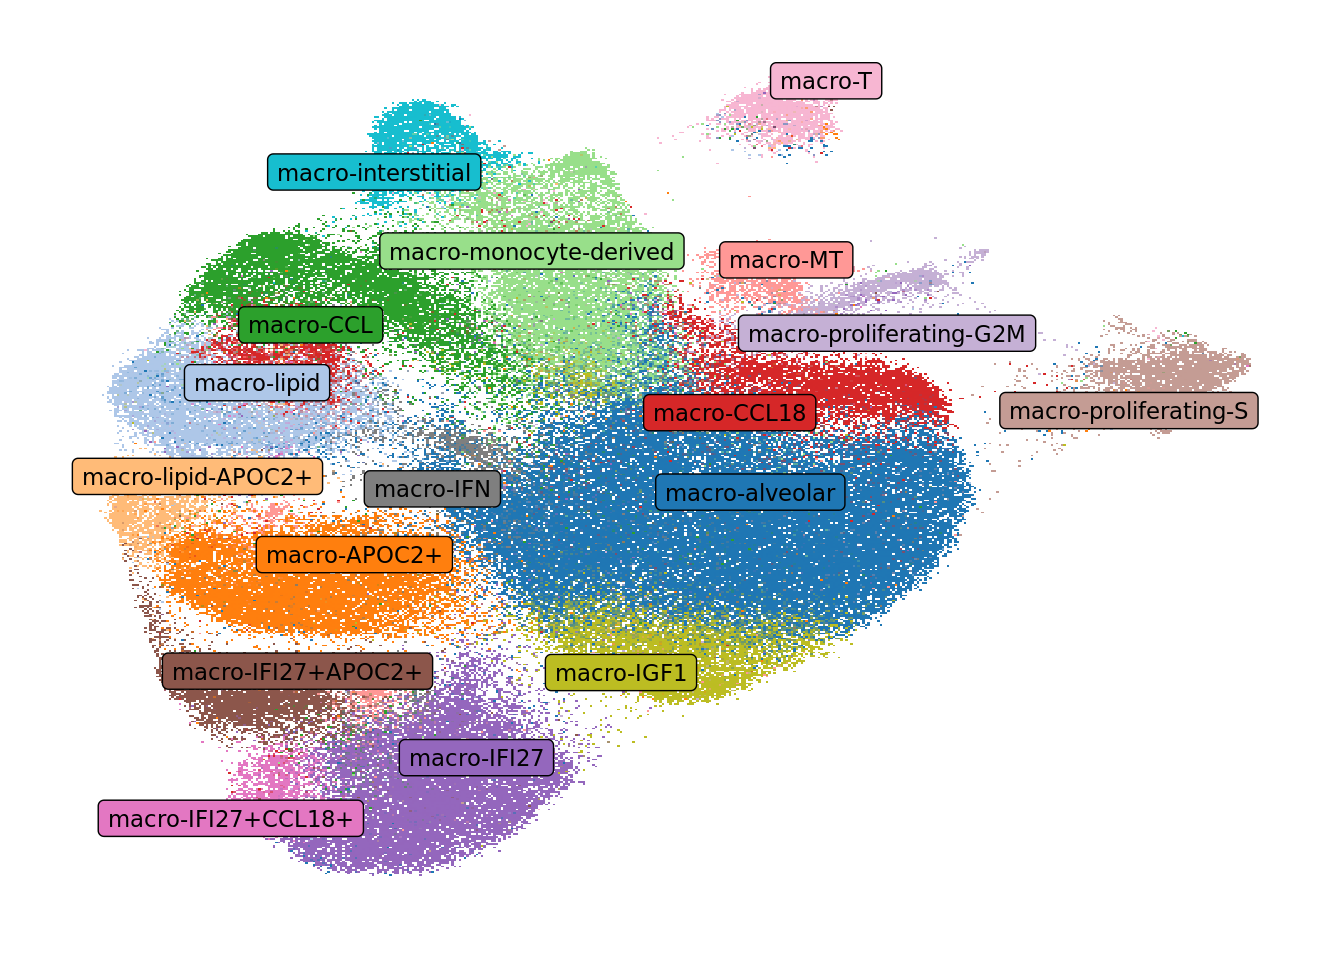 macro-T
macro-interstitial
macro-monocyte-derived
macro-MT
macro-CCL
macro-proliferating-G2M
macro-lipid
macro-CCL18
macro-proliferating-S
macro-lipid-APOC2+
macro-IFN
macro-alveolar
macro-APOC2+
macro-IFI27+APOC2+
macro-IGF1
macro-IFI27
macro-IFI27+CCL18+